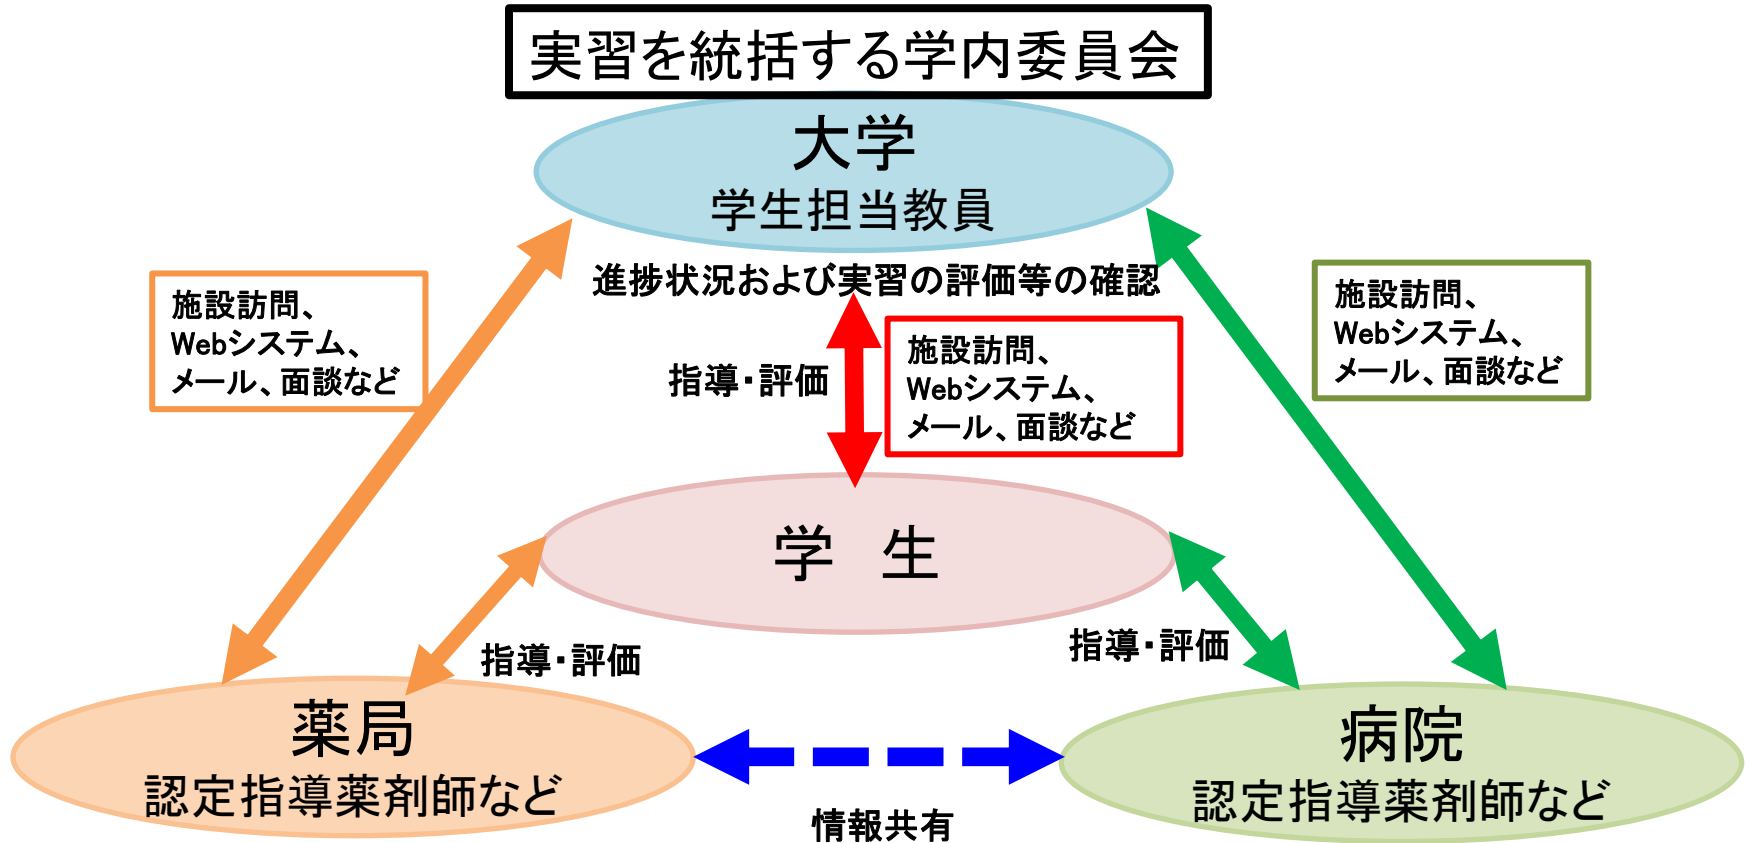 実習を統括する学内委員会
大学
学生担当教員
進捗状況および実習の評価等の確認
施設訪問、
Webシステム、
メール、面談など
指導・評価
施設訪問、
Webシステム、
メール、面談など
施設訪問、
Webシステム、
メール、面談など
学　生
指導・評価
指導・評価
薬局
認定指導薬剤師など
病院
認定指導薬剤師など
情報共有